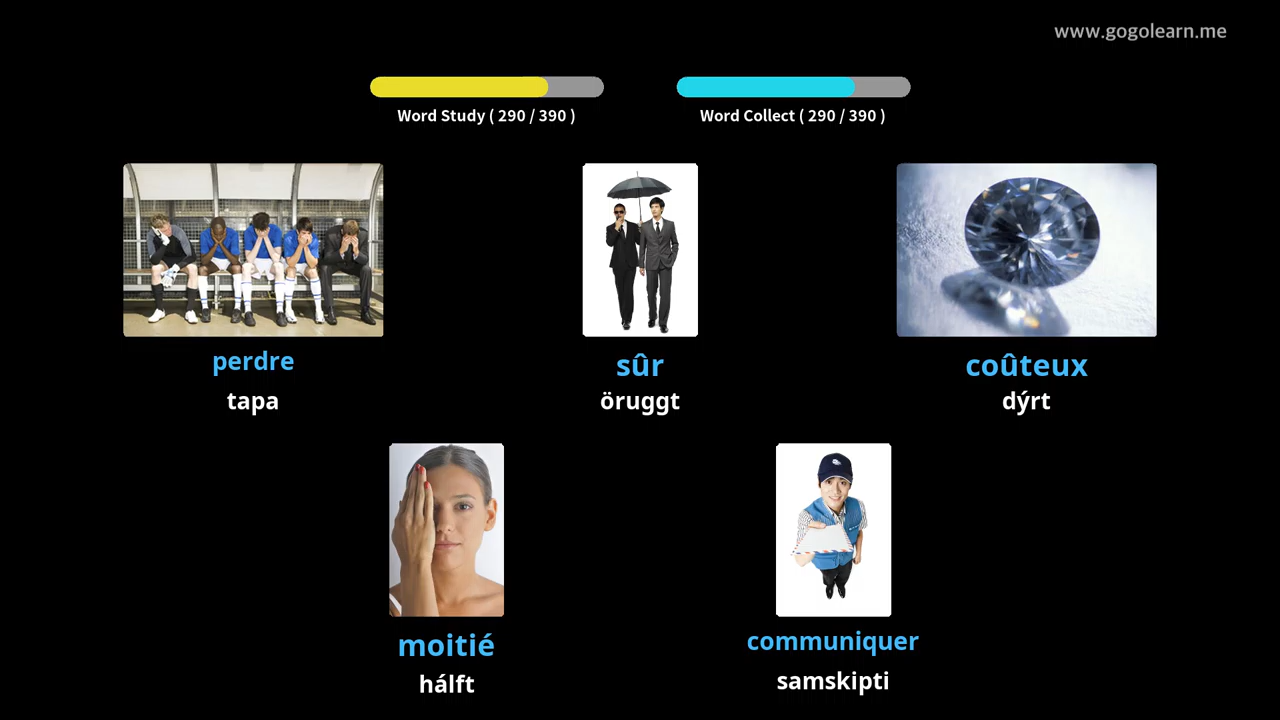 www.gogolearn.me
Word Study ( 290 / 390 )
Word Collect ( 290 / 390 )
perdre
tapa
sûr
öruggt
coûteux
dýrt
moitié
hálft
communiquer
samskipti